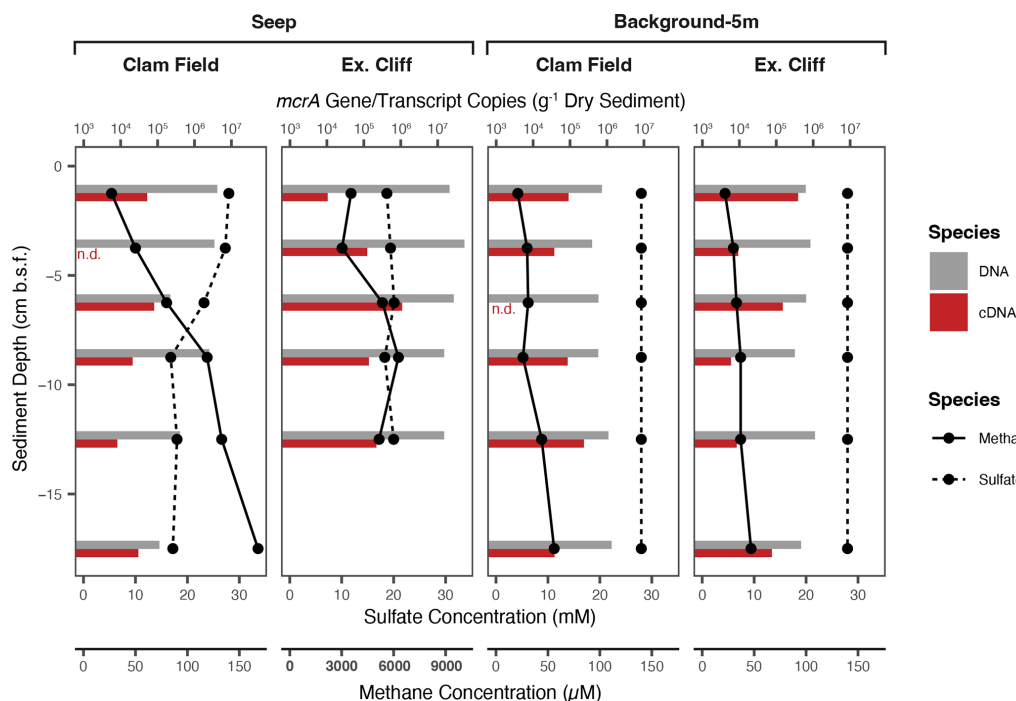 Seep Background-5m
Clam Field Ex. Cliff Clam Field Ex. Cliff
mcrA Gene/Transcript Copies (g⁻¹ Dry Sediment)
10³ 10⁴ 10⁵ 10⁶ 10⁷ 10³ 10⁴ 10⁵ 10⁶ 10⁷ 10³ 10⁴ 10⁵ 10⁶ 10⁷ 10³ 10⁴ 10⁵ 10⁶ 10⁷
0
n.d.
−5
n.d.
−10
−15
Sediment Depth (cm b.s.f.)
0 10 20 30 0 10 20 30 0 10 20 30 0 10 20 30
Sulfate Concentration (mM)
0 50 100 150 0 3000 6000 9000 0 50 100 150 0 50 100 150
Methane Concentration (µM)
Species
DNA
cDNA
Species
Metha
Sulfate